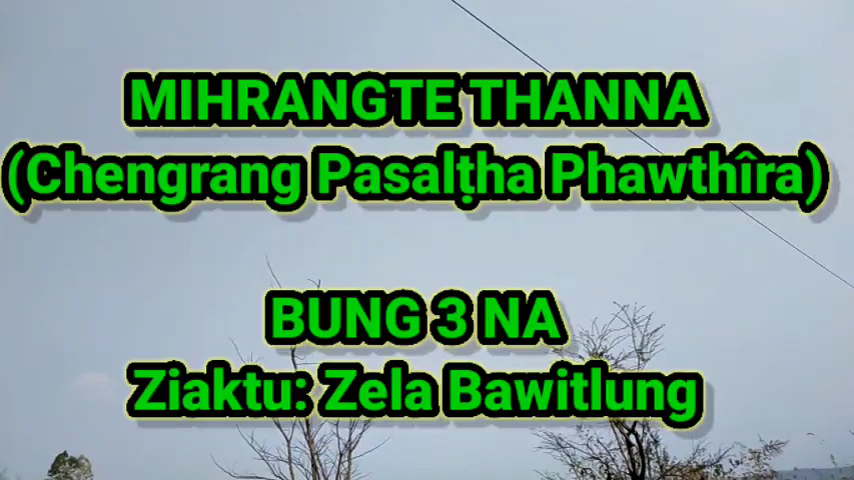 MIHRANGTE THANNA
(Chengrang Pasalṭha Phawthîra)
BUNG 3 NA
Ziaktu: Zela Bawitlung